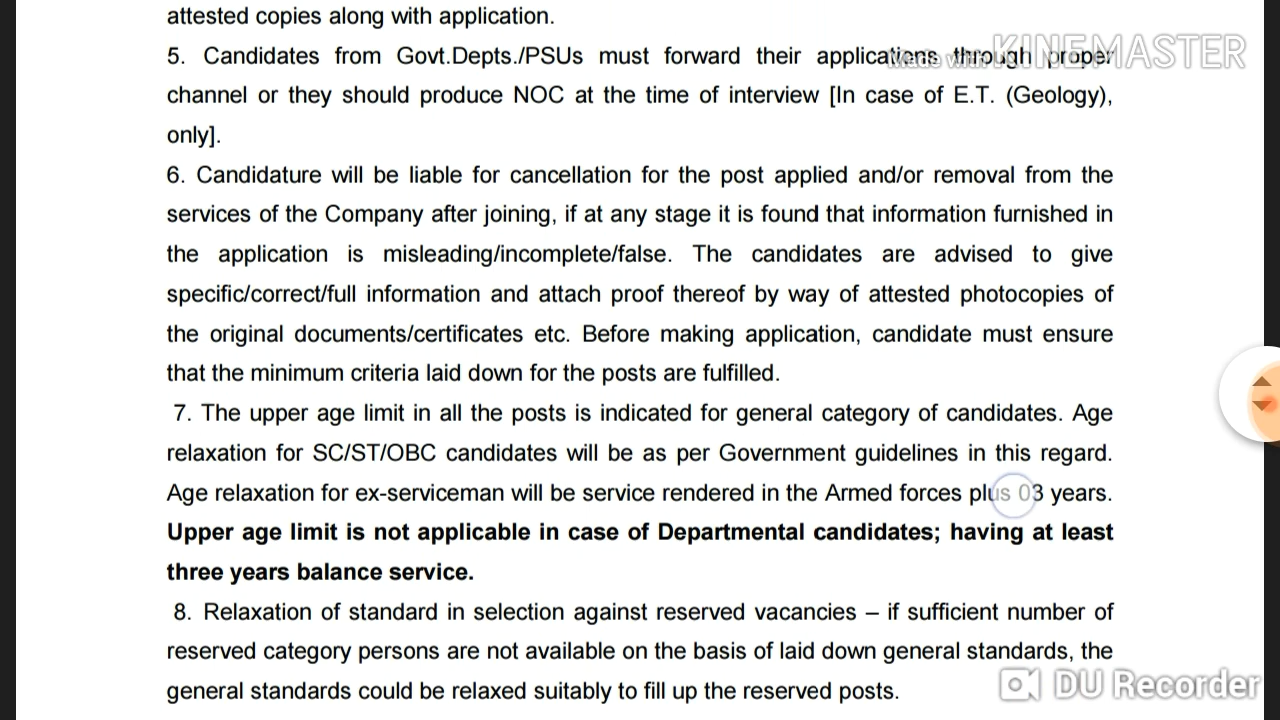 attested copies along with application.
5. Candidates from Govt.Depts./PSUs must forward their applications through proper
Made with KINEMASTER
channel or they should produce NOC at the time of interview [In case of E.T. (Geology),
only].
6. Candidature will be liable for cancellation for the post applied and/or removal from the
services of the Company after joining, if at any stage it is found that information furnished in
the application is misleading/incomplete/false. The candidates are advised to give
specific/correct/full information and attach proof thereof by way of attested photocopies of
the original documents/certificates etc. Before making application, candidate must ensure
that the minimum criteria laid down for the posts are fulfilled.
7. The upper age limit in all the posts is indicated for general category of candidates. Age
relaxation for SC/ST/OBC candidates will be as per Government guidelines in this regard.
Age relaxation for ex-serviceman will be service rendered in the Armed forces plus 03 years.
Upper age limit is not applicable in case of Departmental candidates; having at least
three years balance service.
8. Relaxation of standard in selection against reserved vacancies – if sufficient number of
reserved category persons are not available on the basis of laid down general standards, the
general standards could be relaxed suitably to fill up the reserved posts.
DU Recorder